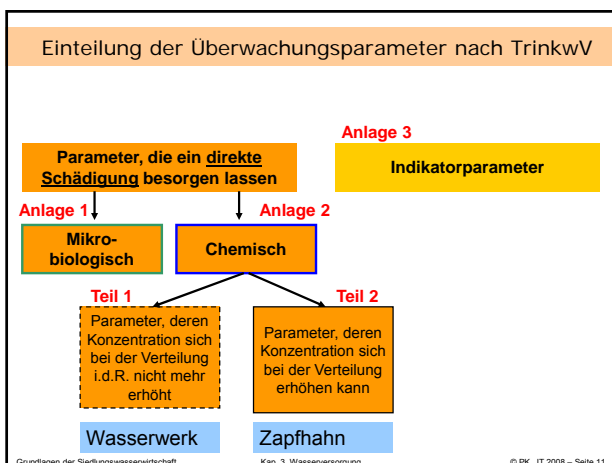 Einteilung der Überwachungsparameter nach TrinkwV
Anlage 3
Parameter, die ein direkte
Schädigung besorgen lassen
Indikatorparameter
Anlage 1
Anlage 2
Mikro-
biologisch
Chemisch
Teil 1
Teil 2
Parameter, deren
Konzentration sich
bei der Verteilung
i.d.R. nicht mehr
erhöht
Parameter, deren
Konzentration sich
bei der Verteilung
erhöhen kann
Wasserwerk
Zapfhahn
Grundlagen der Siedlungswasserwirtschaft
Kap. 3 Wasserversorgung
© PK, IT 2008 – Seite 11